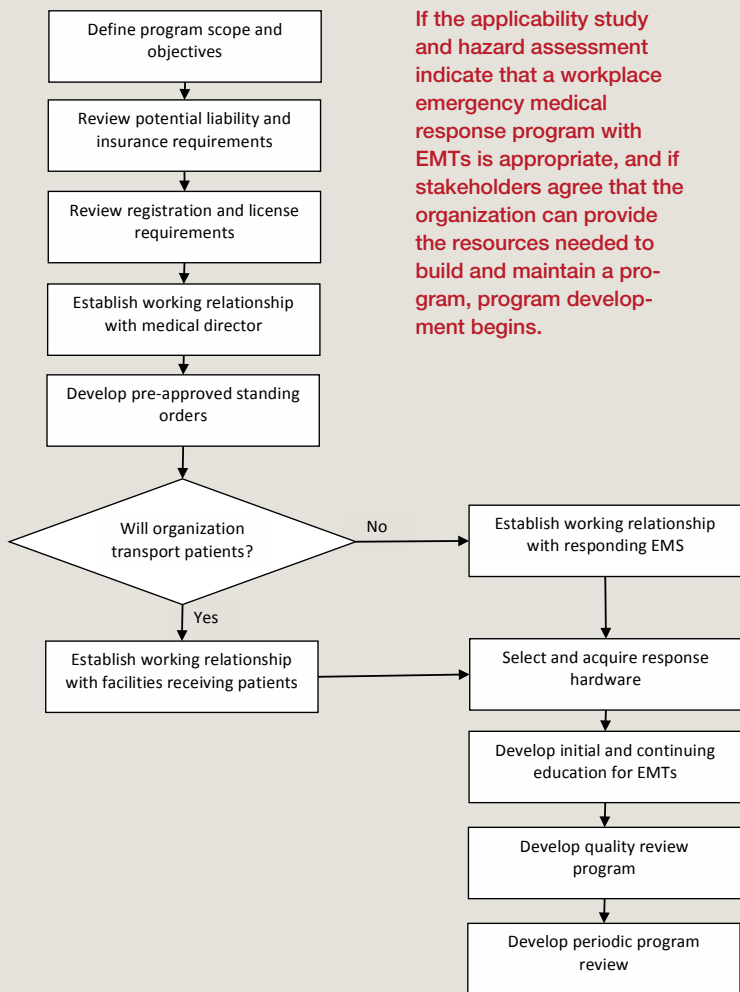 Define program scope and
objectives
Review potential liability and
insurance requirements
Review registration and license
requirements
Establish working relationship
with medical director
Develop pre-approved standing
orders
Will organization
transport patients?
No
Yes
Establish working relationship
with facilities receiving patients
Establish working relationship
with responding EMS
Select and acquire response
hardware
Develop initial and continuing
education for EMTs
Develop quality review
program
Develop periodic program
review
If the applicability study
and hazard assessment
indicate that a workplace
emergency medical
response program with
EMTs is appropriate, and if
stakeholders agree that the
organization can provide
the resources needed to
build and maintain a pro-
gram, program develop-
ment begins.